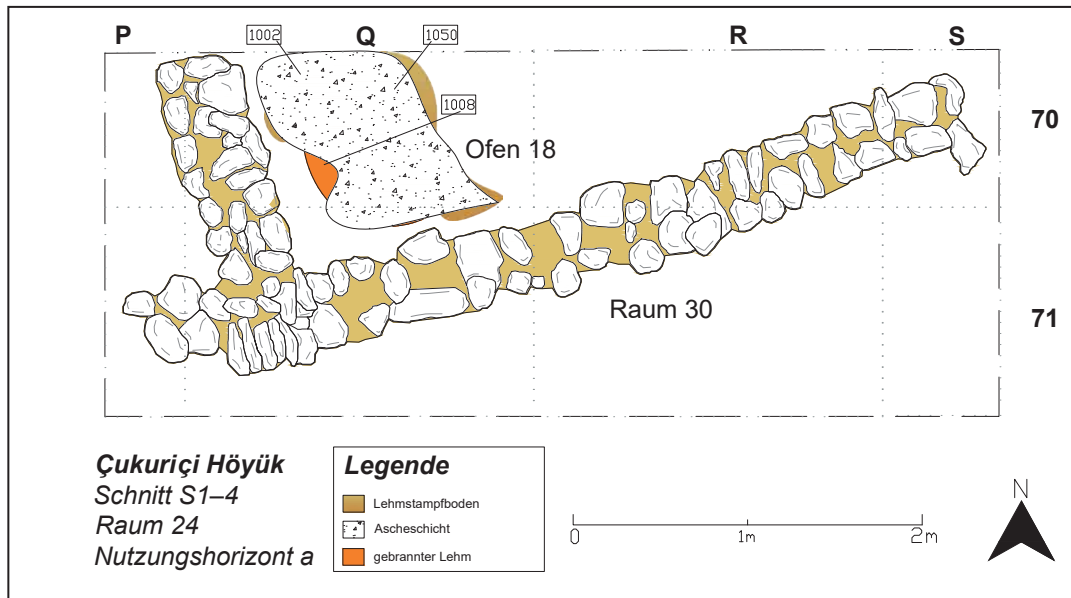 P
Q
R
S
1002
1050
1008
70
Ofen 18
Raum 30
71
Çukuriçi Höyük
Schnitt S1–4
Raum 24
Nutzungshorizont a
Legende
Lehmstampfboden
Ascheschicht
gebrannter Lehm
0 1m 2m
N